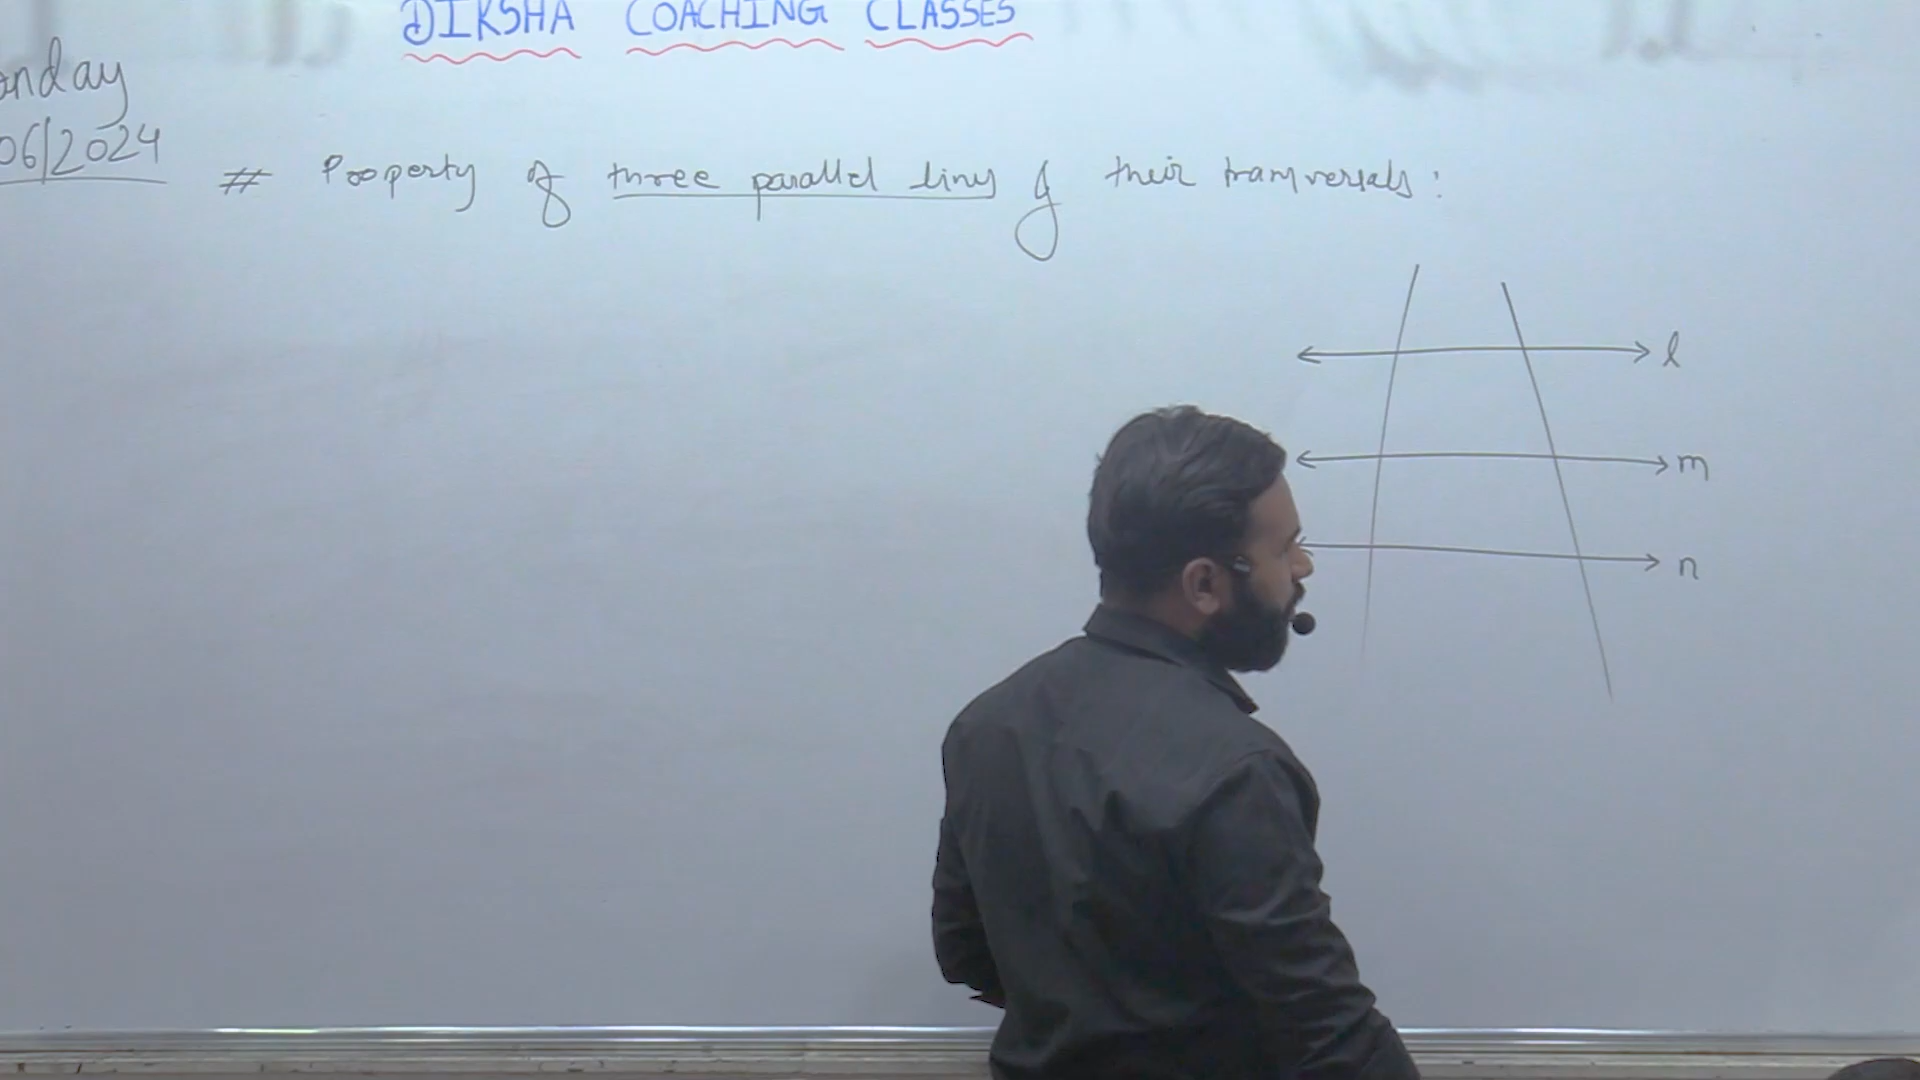 DIKSHA COACHING CLASSES
onday
06/2024
# Property of three parallel lines & their transversals :
l
m
n